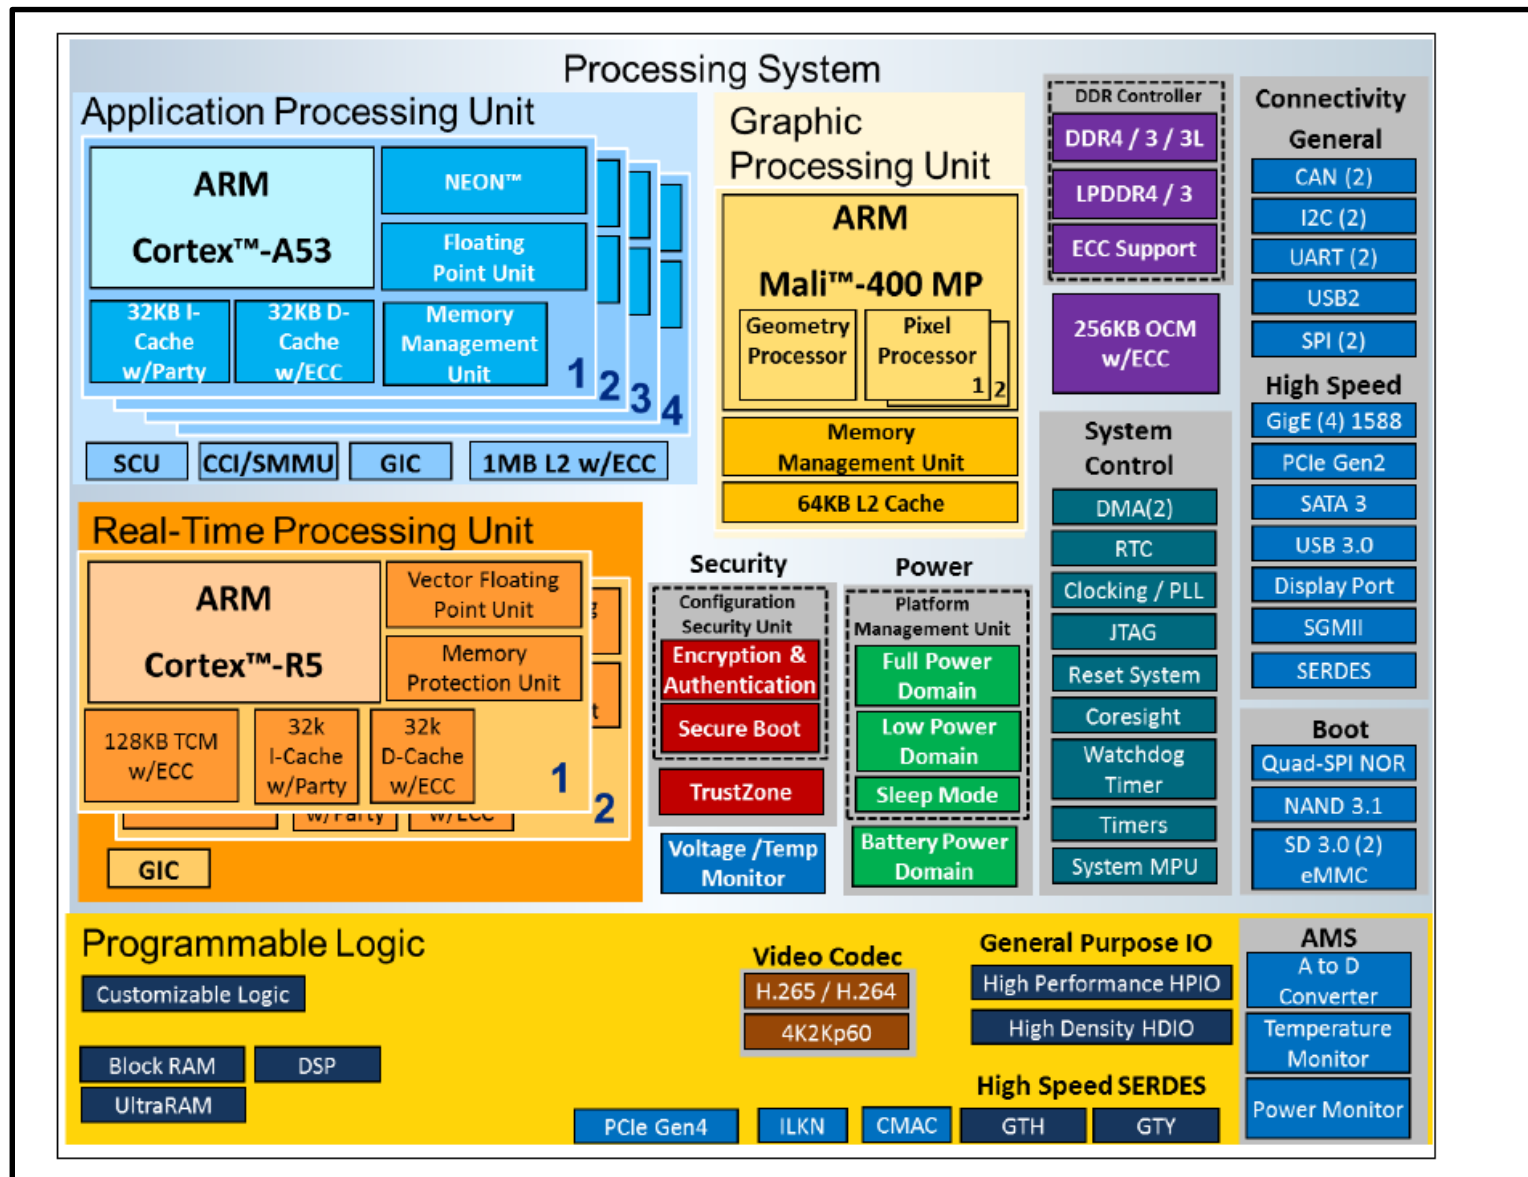 Processing System
Application Processing Unit
ARM
Cortex™-A53
NEON™
Floating
Point Unit
32KB I-
Cache
w/Party
32KB D-
Cache
w/ECC
Memory
Management
Unit
1
2
3
4
SCU
CCI/SMMU
GIC
1MB L2 w/ECC
Graphic
Processing Unit
ARM
Mali™-400 MP
Geometry
Processor
Pixel
Processor
1
2
Memory
Management Unit
64KB L2 Cache
DDR Controller
DDR4 / 3 / 3L
LPDDR4 / 3
ECC Support
256KB OCM
w/ECC
Connectivity
General
CAN (2)
I2C (2)
UART (2)
USB2
SPI (2)
High Speed
GigE (4) 1588
PCIe Gen2
SATA 3
USB 3.0
Display Port
SGMII
SERDES
System
Control
DMA(2)
RTC
Clocking / PLL
JTAG
Reset System
Coresight
Watchdog
Timer
Timers
System MPU
Real-Time Processing Unit
ARM
Cortex™-R5
Vector Floating
Point Unit
Memory
Protection Unit
128KB TCM
w/ECC
32k
I-Cache
w/Party
32k
D-Cache
w/ECC
1
g
t
w/Party
w/ECC
2
GIC
Security
Configuration
Security Unit
Encryption &
Authentication
Secure Boot
TrustZone
Voltage /Temp
Monitor
Power
Platform
Management Unit
Full Power
Domain
Low Power
Domain
Sleep Mode
Battery Power
Domain
Boot
Quad-SPI NOR
NAND 3.1
SD 3.0 (2)
eMMC
Programmable Logic
Customizable Logic
Block RAM
DSP
UltraRAM
Video Codec
H.265 / H.264
4K2Kp60
General Purpose IO
High Performance HPIO
High Density HDIO
High Speed SERDES
PCIe Gen4
ILKN
CMAC
GTH
GTY
AMS
A to D
Converter
Temperature
Monitor
Power Monitor